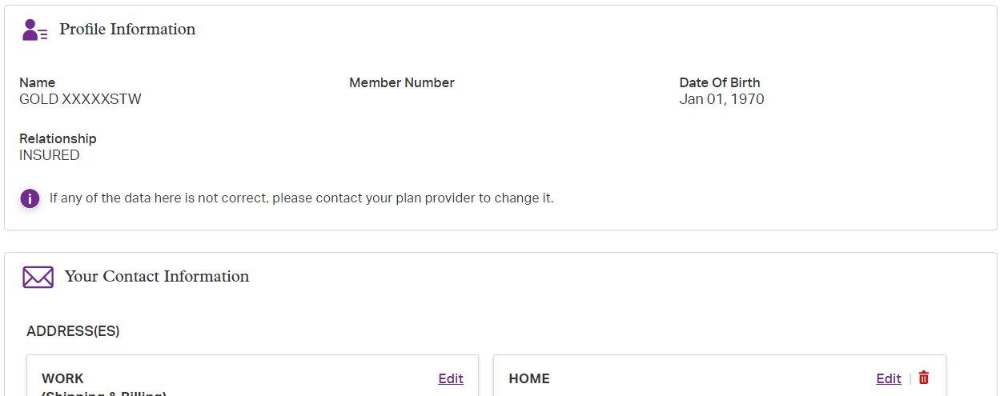 Profile Information
Name
Member Number
Date Of Birth
GOLD XXXXXSTW
Jan 01, 1970
Relationship
INSURED
If any of the data here is not correct, please contact your plan provider to change it.
Your Contact Information
ADDRESS(ES)
WORK
Edit
HOME
Edit
(Shipping & Billing)